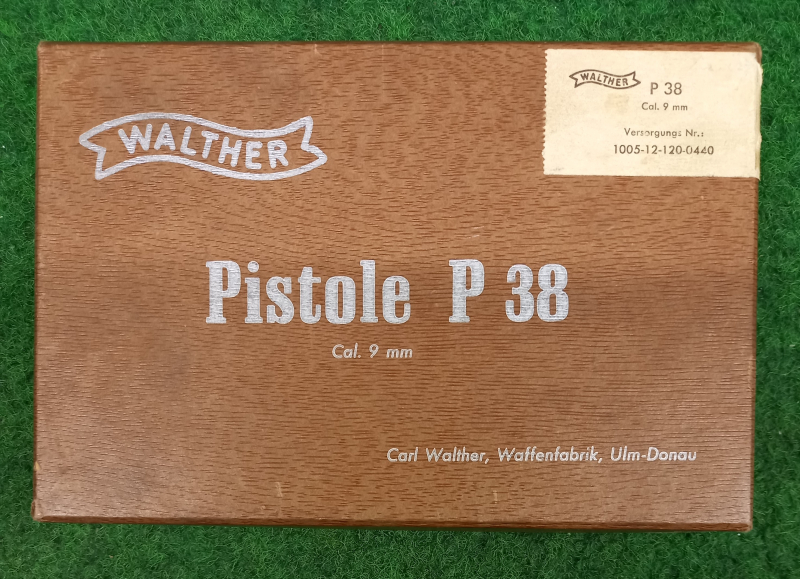 WALTHER
P 38
Cal. 9 mm
Versorgungs Nr.:
1005-12-120-0440
WALTHER
Pistole P 38
Cal. 9 mm
Carl Walther, Waffenfabrik, Ulm-Donau